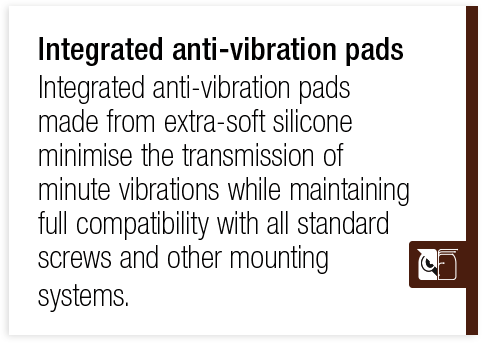 Integrated anti-vibration pads
Integrated anti-vibration pads
made from extra-soft silicone
minimise the transmission of
minute vibrations while maintaining
full compatibility with all standard
screws and other mounting
systems.